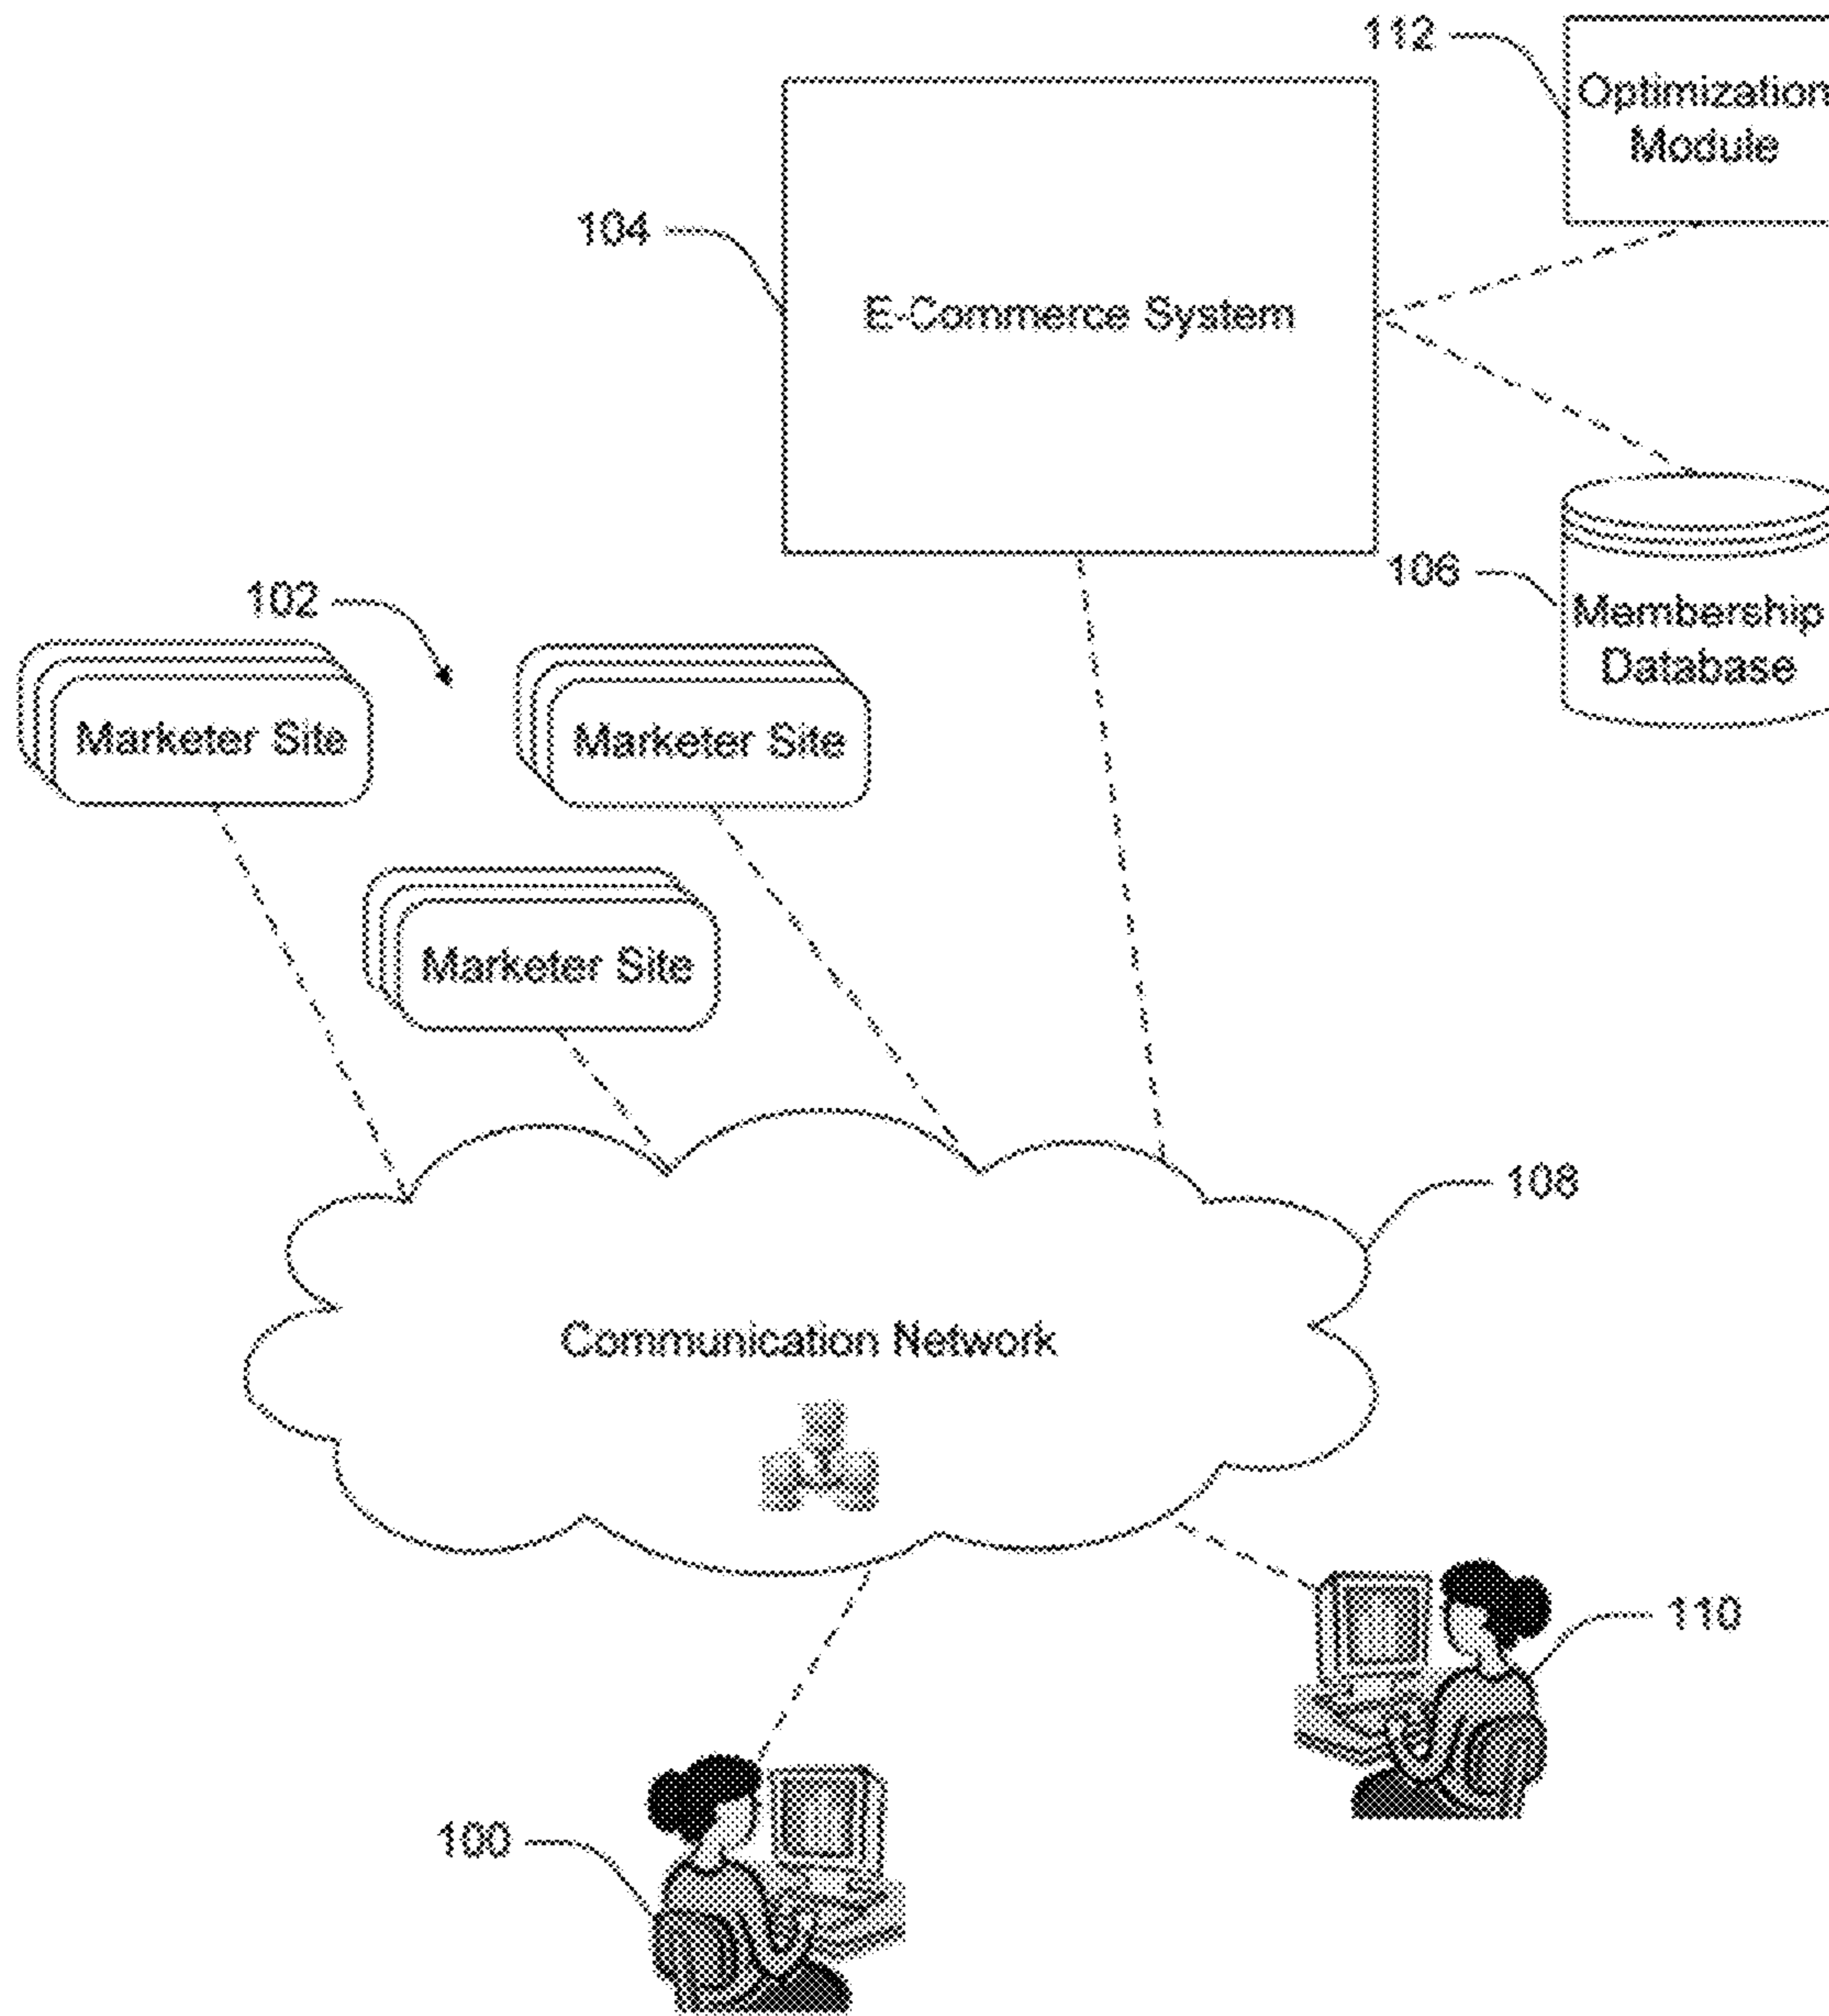 112
Optimization
Module
104
E-Commerce System
102
106
Membership
Database
Marketer Site
Marketer Site
Marketer Site
108
Communication Network
110
100